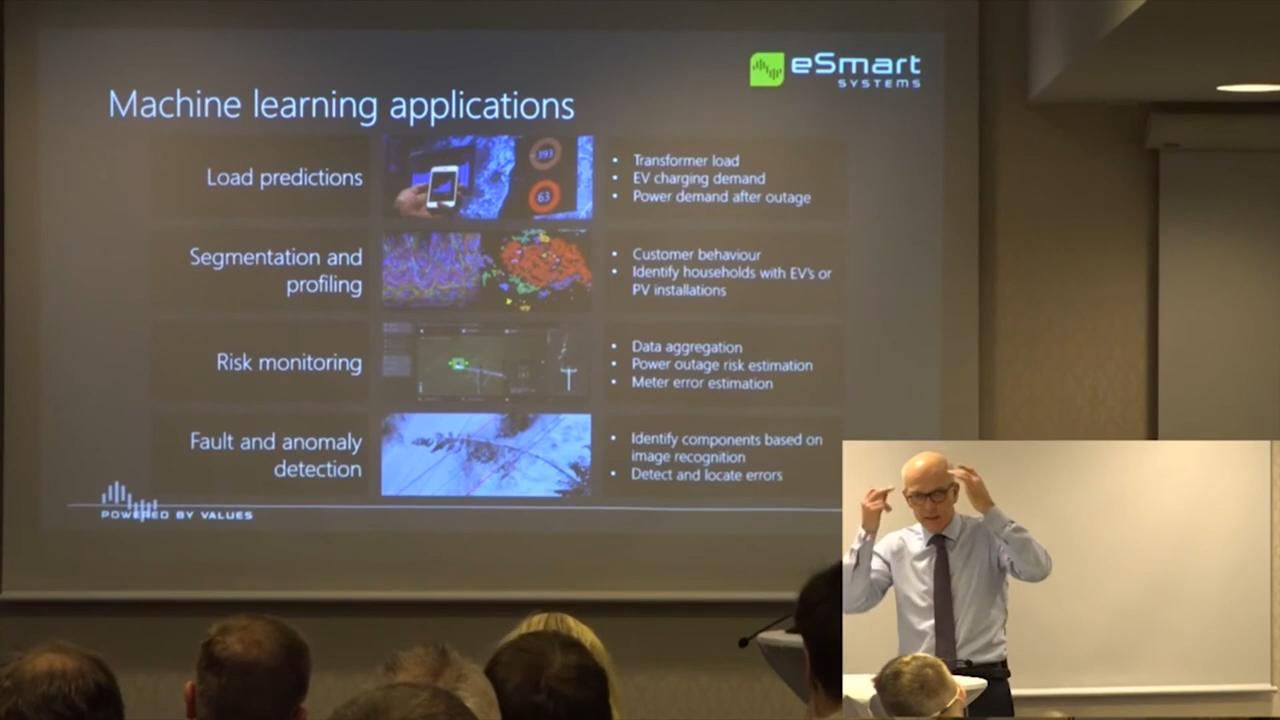 eSmart
SYSTEMS
Machine learning applications
Load predictions
393
63
• Transformer load
• EV charging demand
• Power demand after outage
Segmentation and
profiling
• Customer behaviour
• Identify households with EV's or
PV installations
Risk monitoring
• Data aggregation
• Power outage risk estimation
• Meter error estimation
Fault and anomaly
detection
• Identify components based on
image recognition
• Detect and locate errors
POWERED BY VALUES